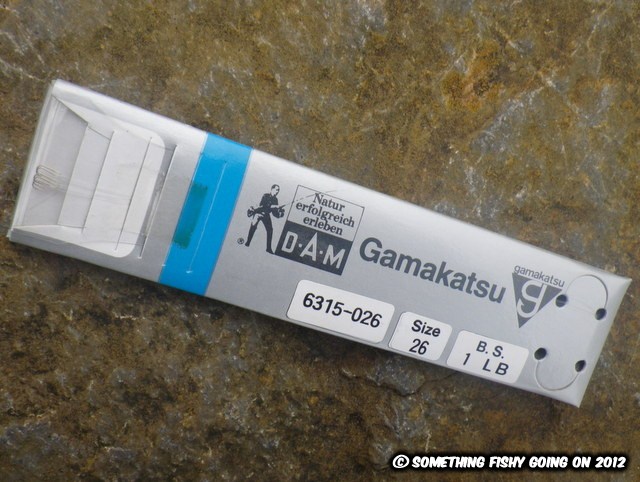 Natur
erfolgreich
erleben
®
D·A·M
Gamakatsu
gamakatsu
g
6315-026
Size
26
B. S.
1 LB
© SOMETHING FISHY GOING ON 2012